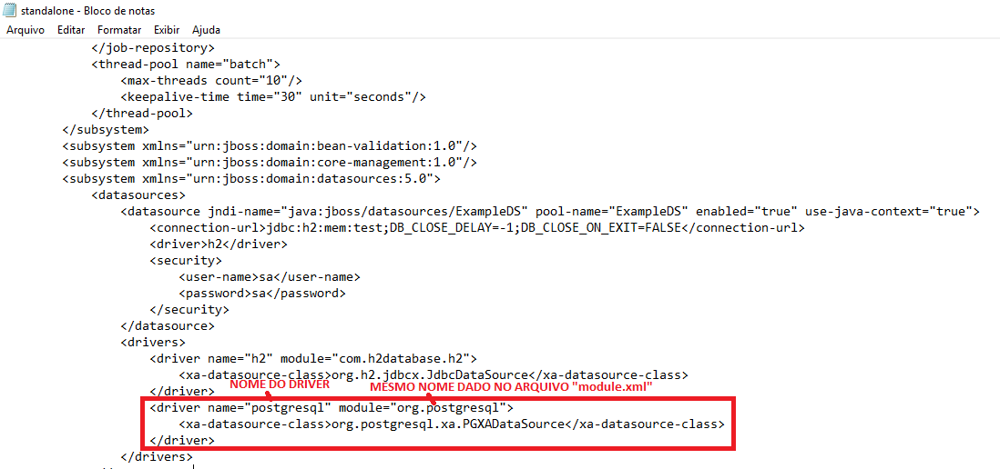 standalone - Bloco de notas
Arquivo Editar Formatar Exibir Ajuda
</job-repository>
<thread-pool name="batch">
<max-threads count="10"/>
<keepalive-time time="30" unit="seconds"/>
</thread-pool>
</subsystem>
<subsystem xmlns="urn:jboss:domain:bean-validation:1.0"/>
<subsystem xmlns="urn:jboss:domain:core-management:1.0"/>
<subsystem xmlns="urn:jboss:domain:datasources:5.0">
<datasources>
<datasource jndi-name="java:jboss/datasources/ExampleDS" pool-name="ExampleDS" enabled="true" use-java-context="true">
<connection-url>jdbc:h2:mem:test;DB_CLOSE_DELAY=-1;DB_CLOSE_ON_EXIT=FALSE</connection-url>
<driver>h2</driver>
<security>
<user-name>sa</user-name>
<password>sa</password>
</security>
</datasource>
<drivers>
<driver name="h2" module="com.h2database.h2">
<xa-datasource-class>org.h2.jdbcx.JdbcDataSource</xa-datasource-class>
</driver>
NOME DO DRIVER MESMO NOME DADO NO ARQUIVO "module.xml"
<driver name="postgresql" module="org.postgresql">
<xa-datasource-class>org.postgresql.xa.PGXADataSource</xa-datasource-class>
</driver>
</drivers>